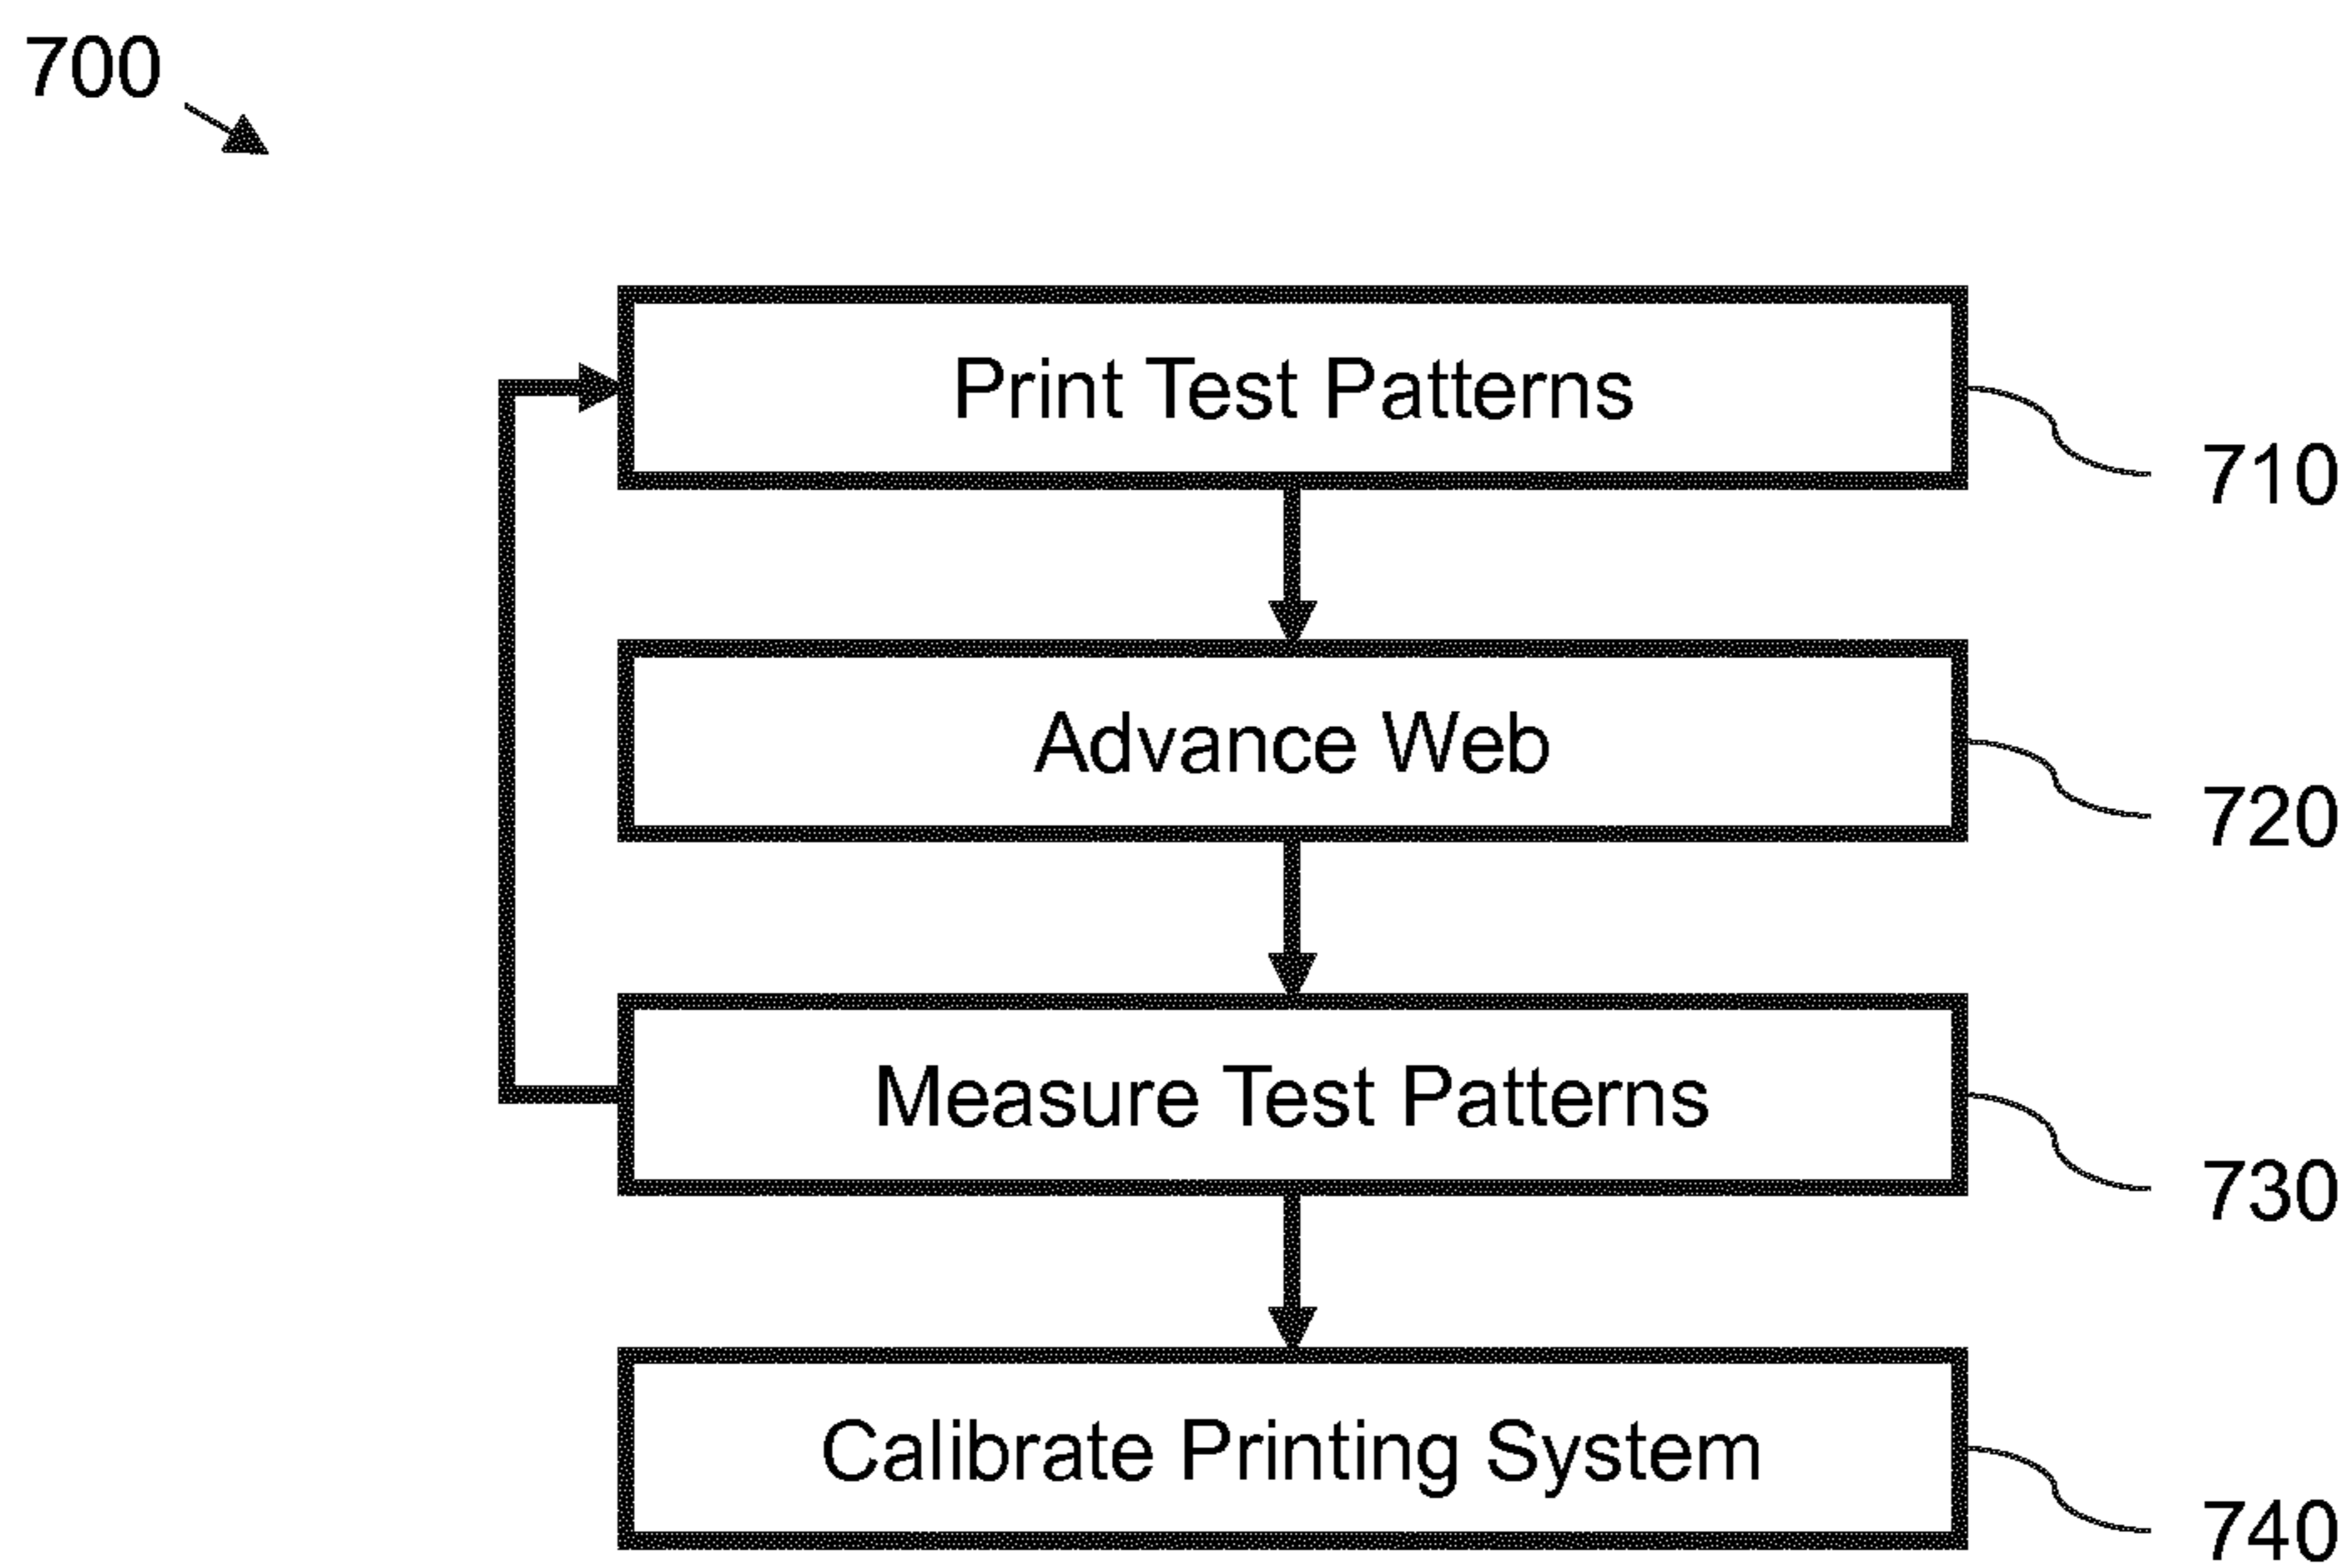 700
Print Test Patterns
710
Advance Web
720
Measure Test Patterns
730
Calibrate Printing System
740